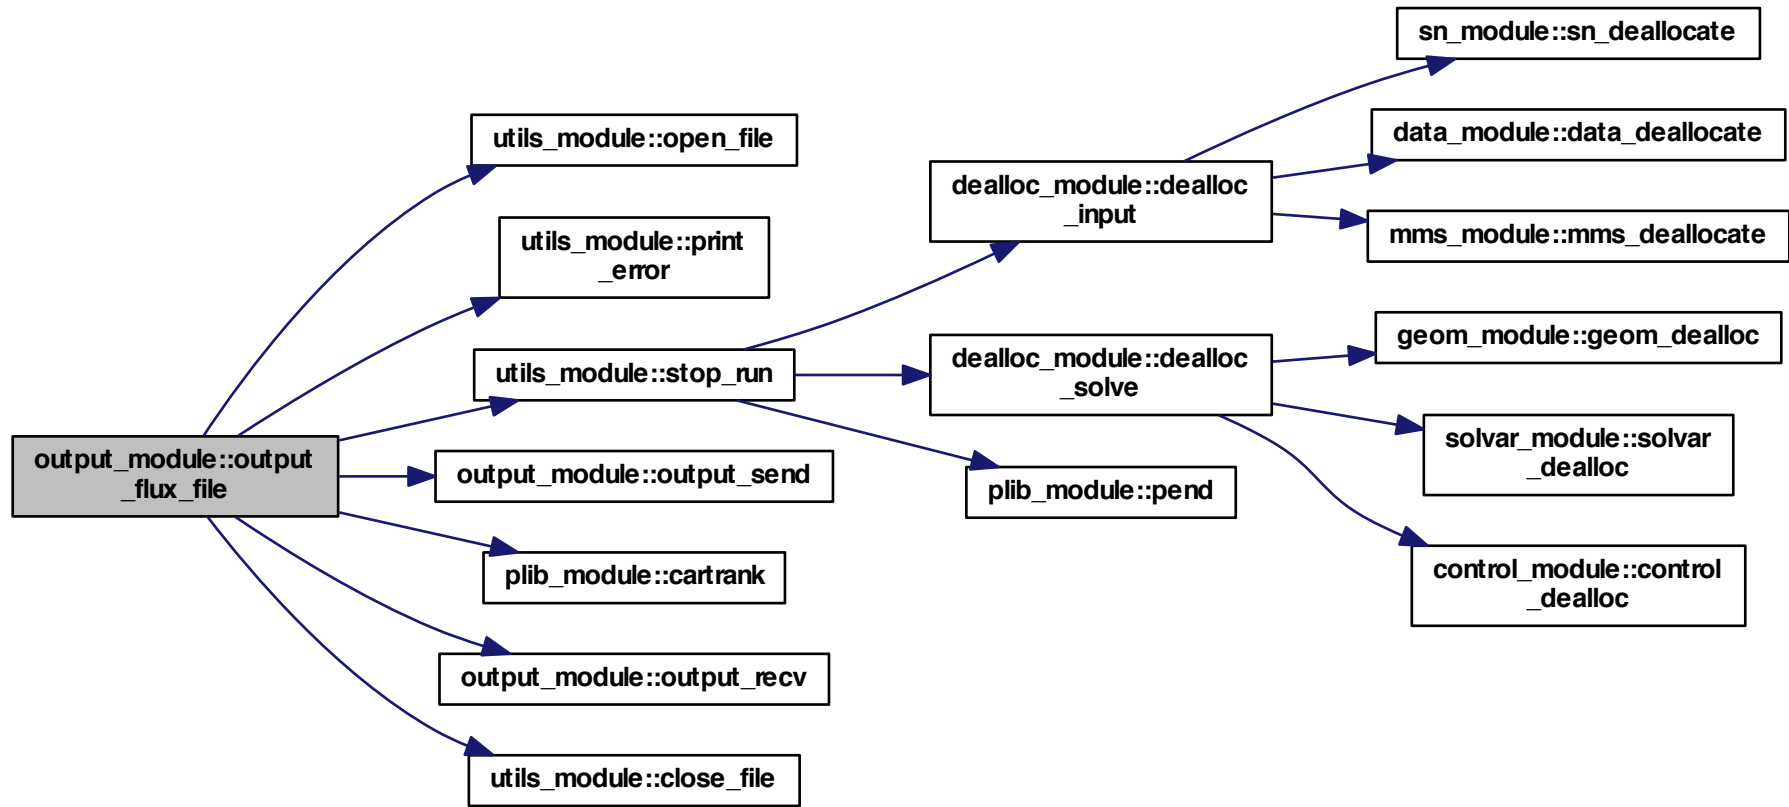 output_module::output
_flux_file
utils_module::open_file
utils_module::print
_error
utils_module::stop_run
output_module::output_send
plib_module::cartrank
output_module::output_recv
utils_module::close_file
dealloc_module::dealloc
_input
dealloc_module::dealloc
_solve
plib_module::pend
sn_module::sn_deallocate
data_module::data_deallocate
mms_module::mms_deallocate
geom_module::geom_dealloc
solvar_module::solvar
_dealloc
control_module::control
_dealloc